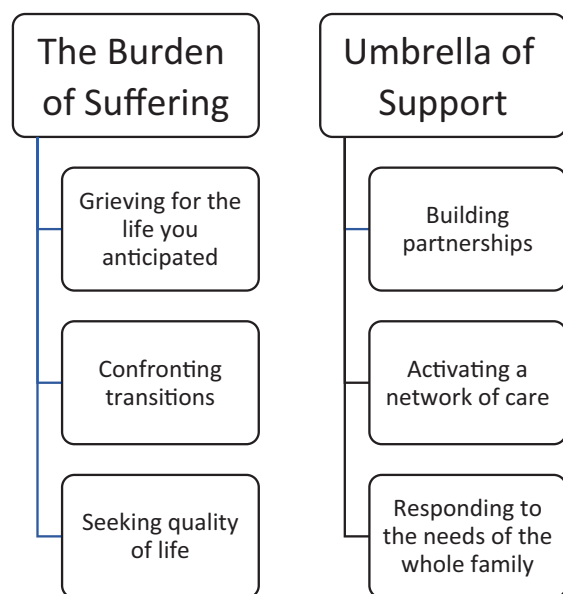 The Burden
of Suffering
Grieving for the
life you
anticipated
Confronting
transitions
Seeking quality
of life
Umbrella of
Support
Building
partnerships
Activating a
network of care
Responding to
the needs of the
whole family